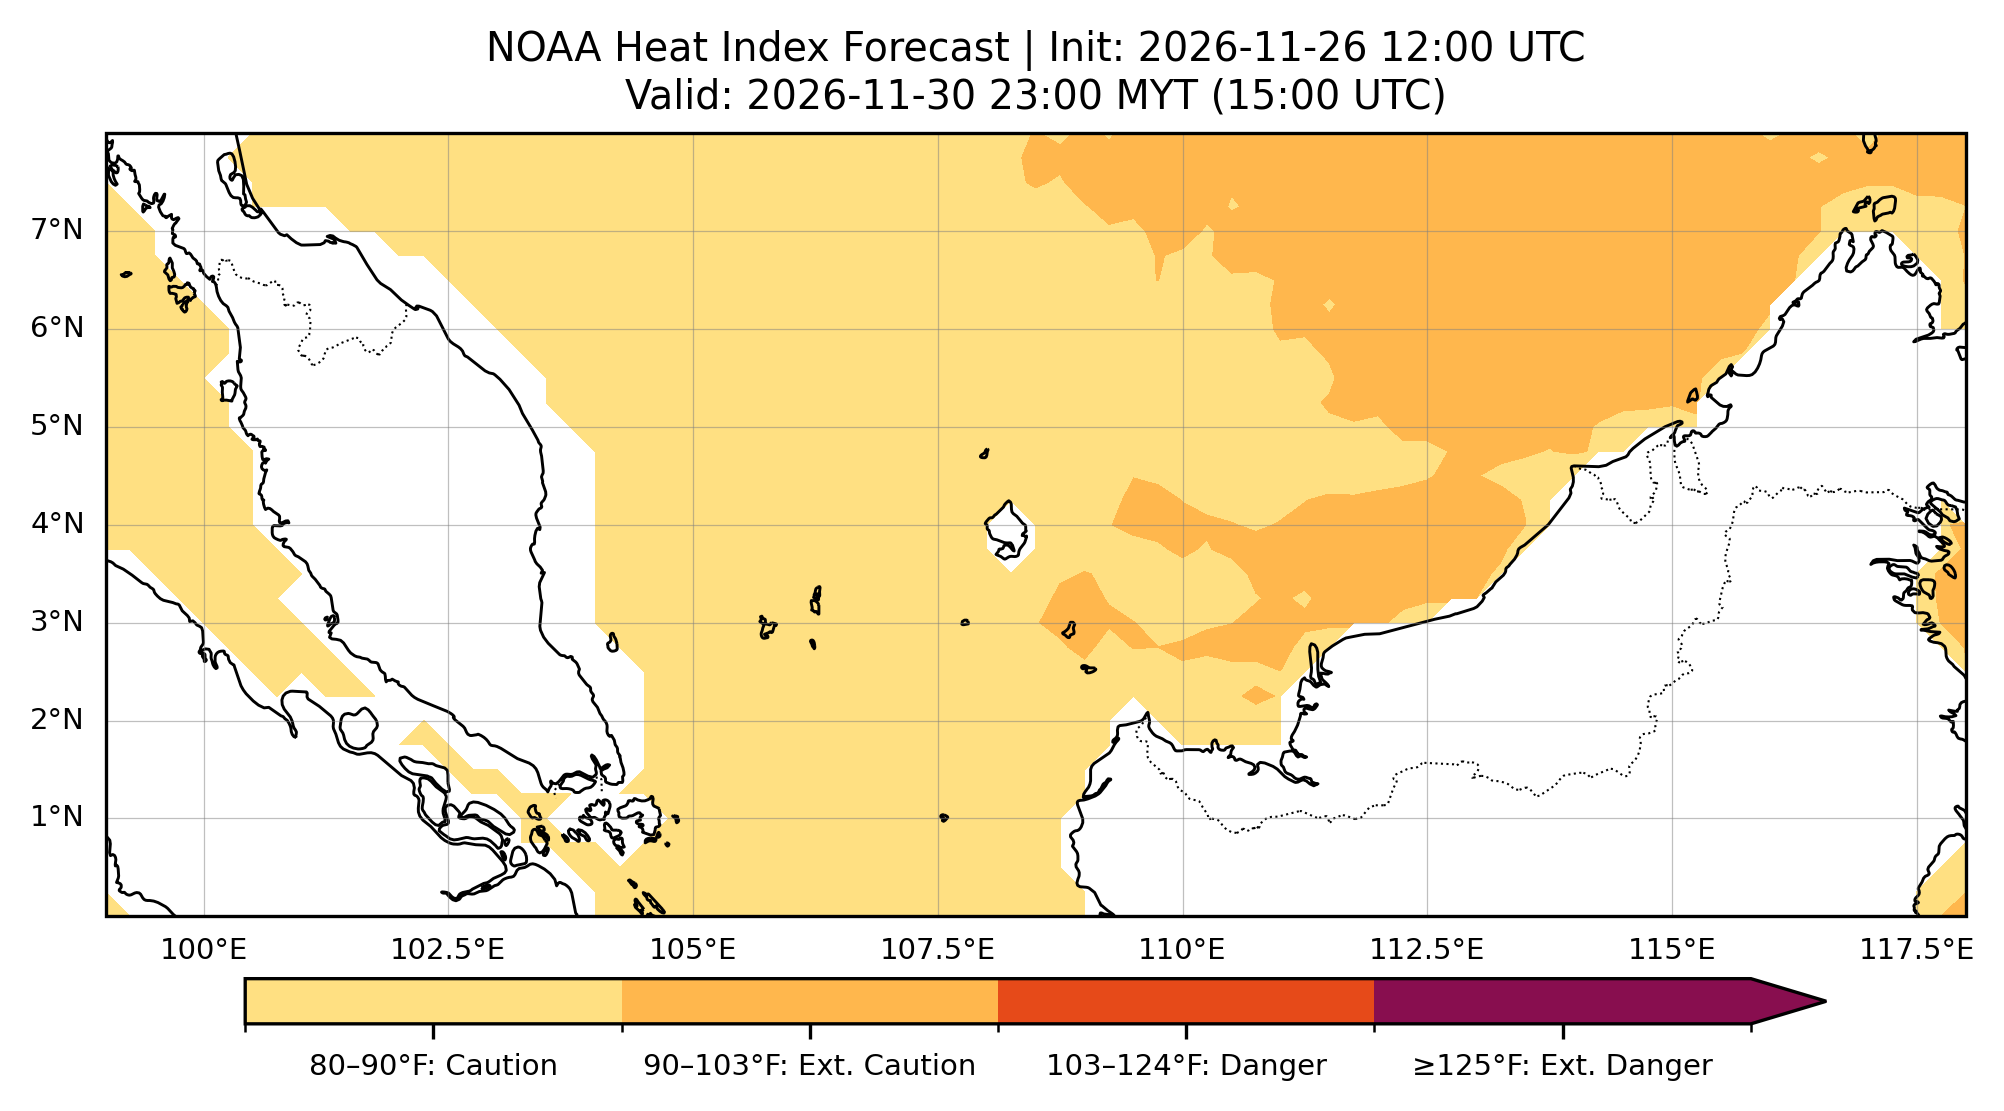 NOAA Heat Index Forecast | Init: 2026-11-26 12:00 UTC
Valid: 2026-11-30 23:00 MYT (15:00 UTC)
7°N
6°N
5°N
4°N
3°N
2°N
1°N
100°E 102.5°E 105°E 107.5°E 110°E 112.5°E 115°E 117.5°E
80–90°F: Caution 90–103°F: Ext. Caution 103–124°F: Danger ≥125°F: Ext. Danger